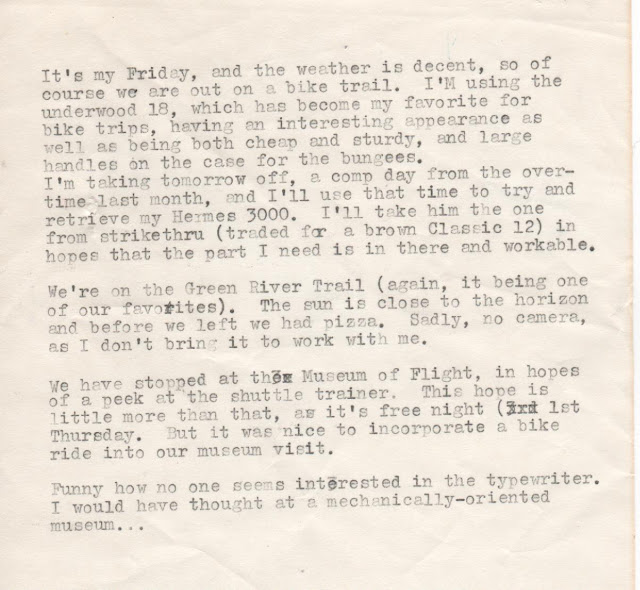 It's my Friday, and the weather is decent, so of
course we are out on a bike trail.  I'M using the
underwood 18, which has become my favorite for
bike trips, having an interesting appearance as
well as being both cheap and sturdy, and large
handles on the case for the bungees.
I'm taking tomorrow off, a comp day from the over-
time last month, and I'll use that time to try and
retrieve my Hermes 3000.  I'll take him the one
from strikethru (traded for a brown Classic 12) in
hopes that the part I need is in there and workable.

We're on the Green River Trail (again, it being one
of our favorites).  The sun is close to the horizon
and before we left we had pizza.  Sadly, no camera,
as I don't bring it to work with me.

We have stopped at the Museum of Flight, in hopes
of a peek at the shuttle trainer.  This hope is
little more than that, as it's free night (3rd 1st
Thursday.  But it was nice to incorporate a bike
ride into our museum visit.

Funny how no one seems interested in the typewriter.
I would have thought at a mechanically-oriented
museum...